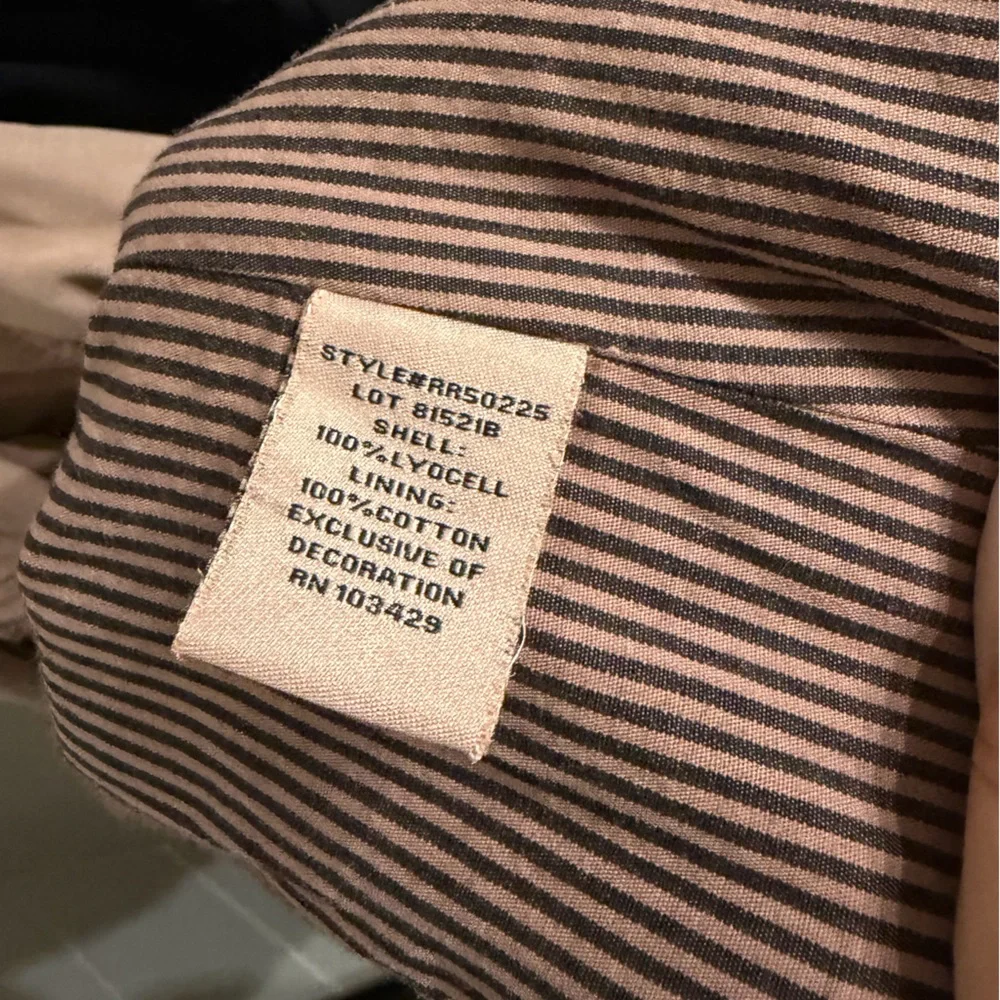 STYLE#RR50225
LOT 81521B
SHELL:
100%LYOCELL
LINING:
100%COTTON
EXCLUSIVE OF
DECORATION
RN 103429